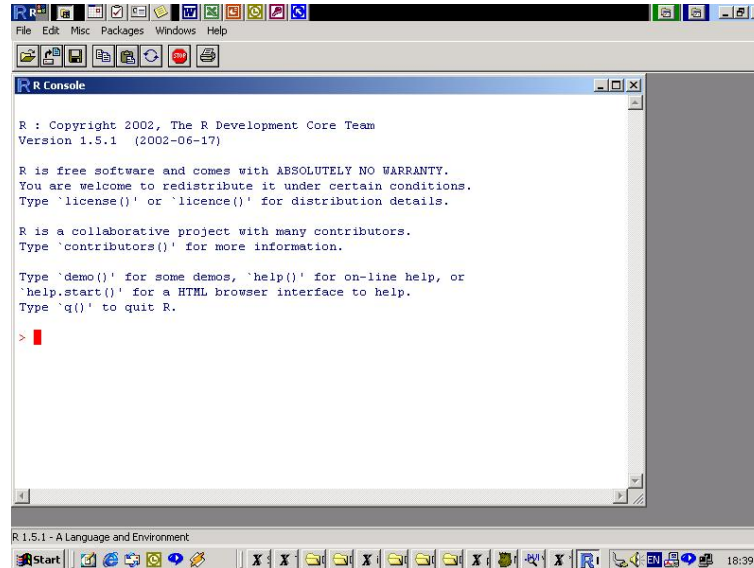 File Edit Misc Packages Windows Help
STOP
R Console
R : Copyright 2002, The R Development Core Team
Version 1.5.1 (2002-06-17)
R is free software and comes with ABSOLUTELY NO WARRANTY.
You are welcome to redistribute it under certain conditions.
Type `license()' or `licence()' for distribution details.
R is a collaborative project with many contributors.
Type `contributors()' for more information.
Type `demo()' for some demos, `help()' for on-line help, or
`help.start()' for a HTML browser interface to help.
Type `q()' to quit R.
>
R 1.5.1 - A Language and Environment
Start EN 18:39